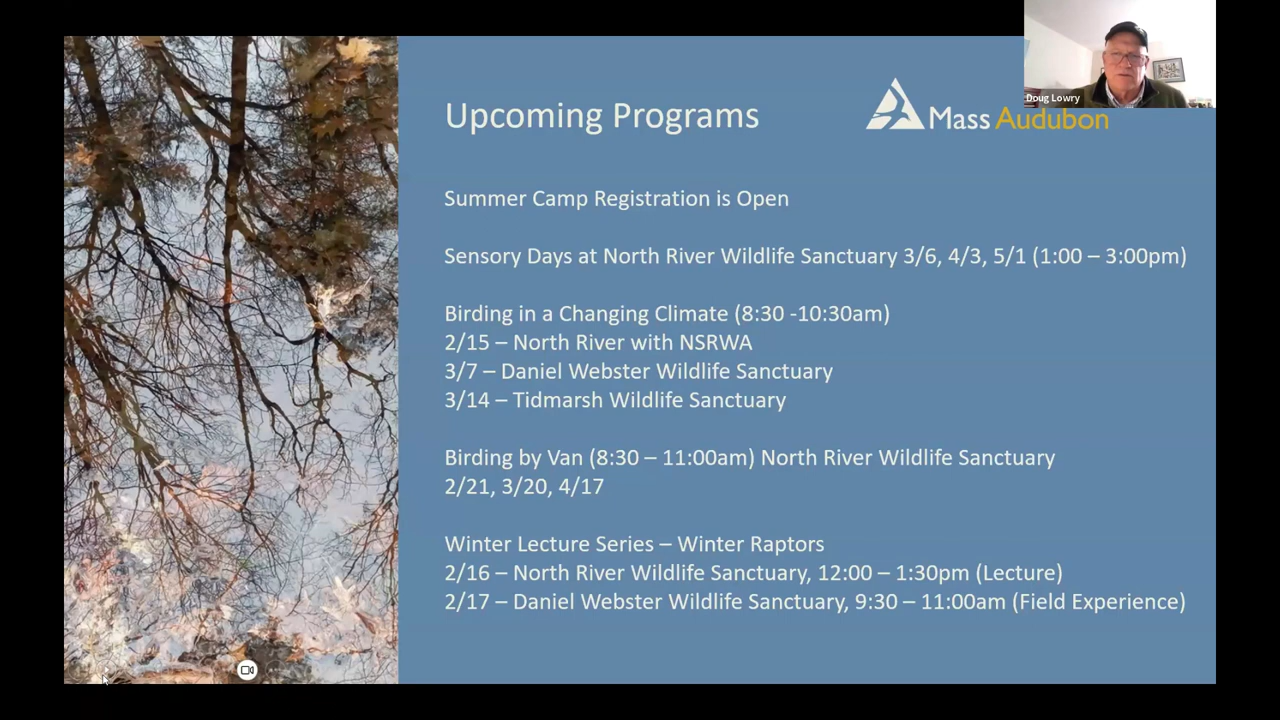 Doug Lowry
Upcoming Programs
Mass Audubon
Summer Camp Registration is Open
Sensory Days at North River Wildlife Sanctuary 3/6, 4/3, 5/1 (1:00 – 3:00pm)
Birding in a Changing Climate (8:30 -10:30am)
2/15 – North River with NSRWA
3/7 – Daniel Webster Wildlife Sanctuary
3/14 – Tidmarsh Wildlife Sanctuary
Birding by Van (8:30 – 11:00am) North River Wildlife Sanctuary
2/21, 3/20, 4/17
Winter Lecture Series – Winter Raptors
2/16 – North River Wildlife Sanctuary, 12:00 – 1:30pm (Lecture)
2/17 – Daniel Webster Wildlife Sanctuary, 9:30 – 11:00am (Field Experience)